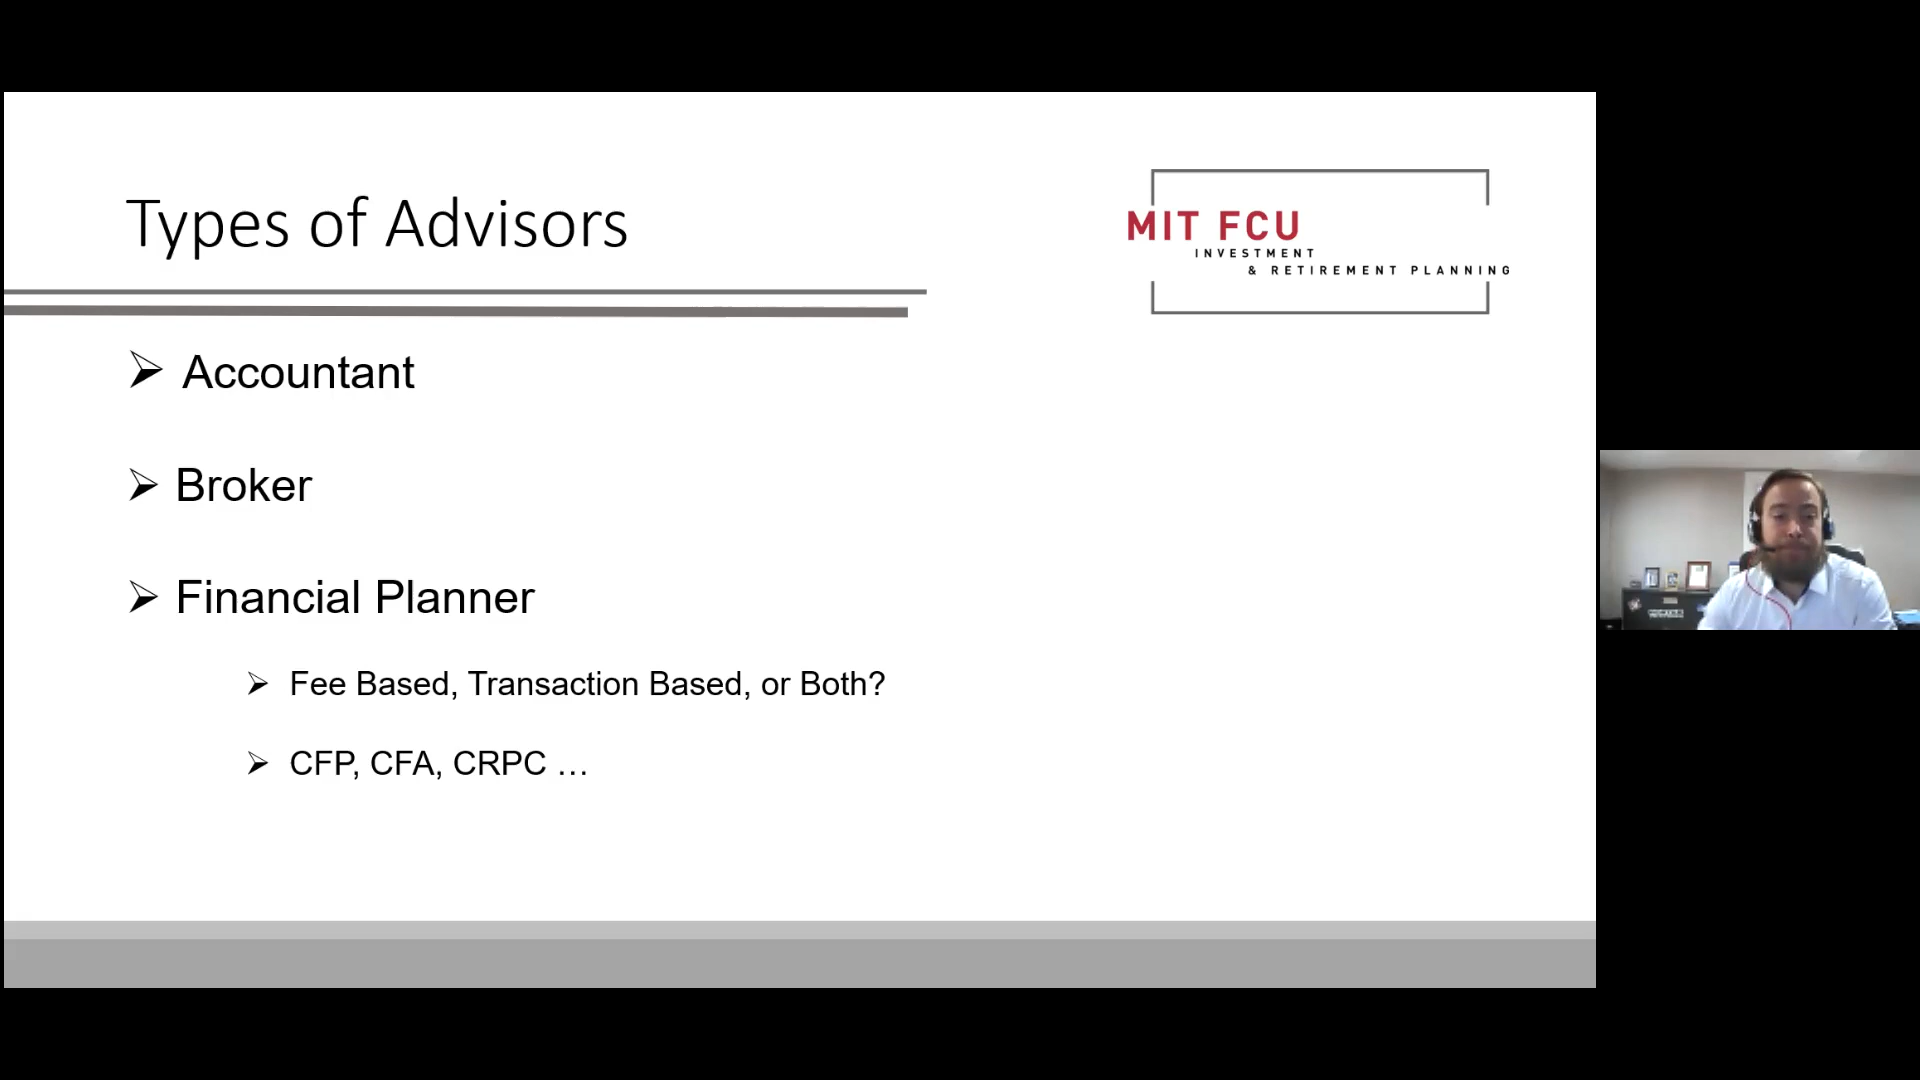 Types of Advisors
MIT FCU
INVESTMENT
& RETIREMENT PLANNING
Accountant
Broker
Financial Planner
Fee Based, Transaction Based, or Both?
CFP, CFA, CRPC …